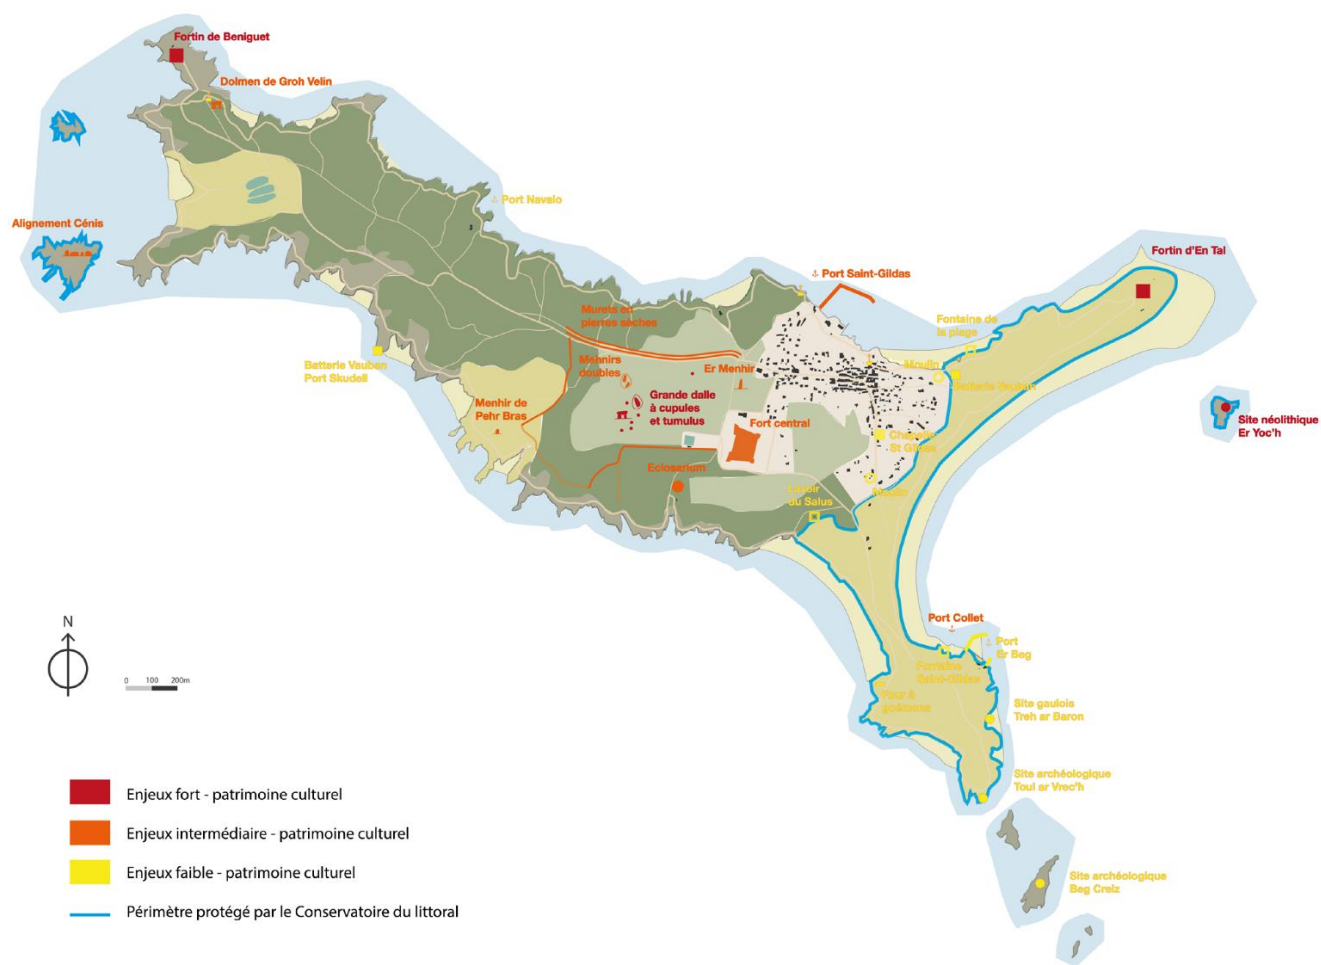 Fortin de Beniguet
Dolmen de Groh Velin
Port Navalo
Alignement Cénis
Fortin d'En Tal
Port Saint-Gildas
Murets en
pierres sèches
Fontaine de
la plage
Batterie Vauban
Port Skudell
Menhirs
doubles
Er Menhir
Moulin
Batterie Vauban
Grande dalle
à cupules
et tumulus
Menhir de
Pehr Bras
Fort central
Site néolithique
Er Yoc'h
Chapelle
St Gildas
Eclosarium
Lavoir
du Salus
Moulin
N
0 100 200m
Port Collet
Port
Er Beg
Fontaine
Saint-Gildas
Four à
goémons
Site gaulois
Treh ar Baron
Site archéologique
Toul ar Vrec'h
Site archéologique
Beg Creiz
Enjeux fort - patrimoine culturel
Enjeux intermédiaire - patrimoine culturel
Enjeux faible - patrimoine culturel
Périmètre protégé par le Conservatoire du littoral